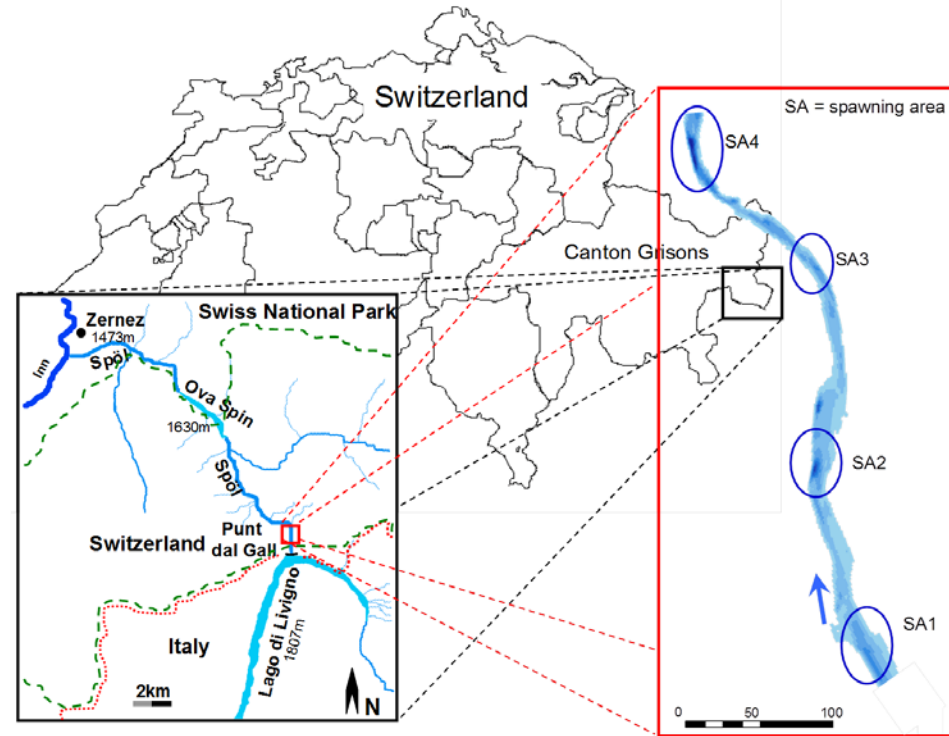 Switzerland
SA = spawning area
SA4
Canton Grisons
SA3
SA2
SA1
0 50 100
Swiss National Park
Zernez
1473m
Inn
Spöl
Ova Spin
1630m
Spöl
Punt
dal Gall
Switzerland
Italy
Lago di Livigno
1807m
2km
N